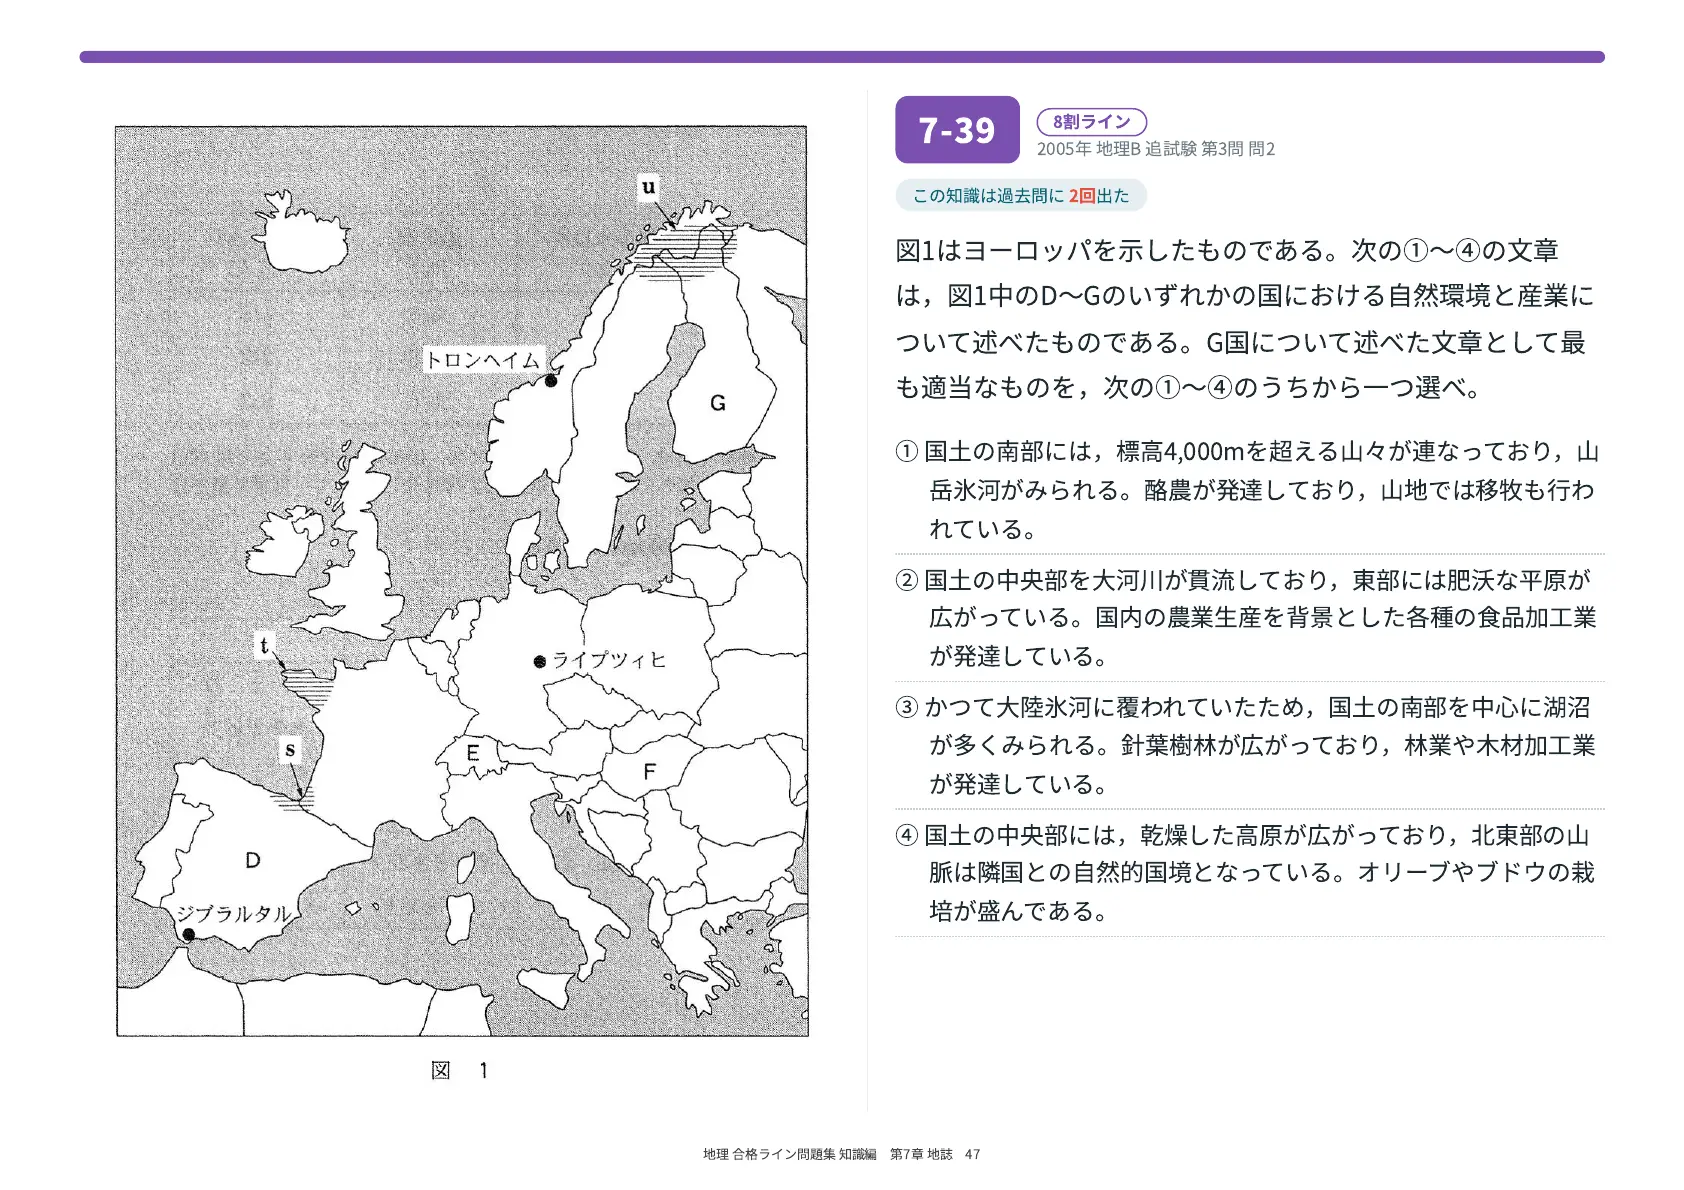 u
トロンヘイム
G
t
ライプツィヒ
s
E
F
D
ジブラルタル
図 1
7-39
8割ライン
2005年 地理B 追試験 第3問 問2
この知識は過去問に 2回出た
図1はヨーロッパを示したものである。次の①～④の文章
は，図1中のD～Gのいずれかの国における自然環境と産業に
ついて述べたものである。G国について述べた文章として最
も適当なものを，次の①～④のうちから一つ選べ。
① 国土の南部には，標高4,000mを超える山々が連なっており，山
岳氷河がみられる。酪農が発達しており，山地では移牧も行わ
れている。
② 国土の中央部を大河川が貫流しており，東部には肥沃な平原が
広がっている。国内の農業生産を背景とした各種の食品加工業
が発達している。
③ かつて大陸氷河に覆われていたため，国土の南部を中心に湖沼
が多くみられる。針葉樹林が広がっており，林業や木材加工業
が発達している。
④ 国土の中央部には，乾燥した高原が広がっており，北東部の山
脈は隣国との自然的国境となっている。オリーブやブドウの栽
培が盛んである。
地理 合格ライン問題集 知識編 第7章 地誌 47